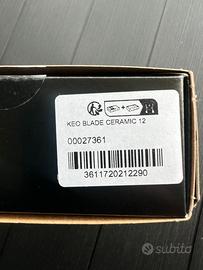 KEO BLADE CERAMIC 12
00027361
3611720212290
subito